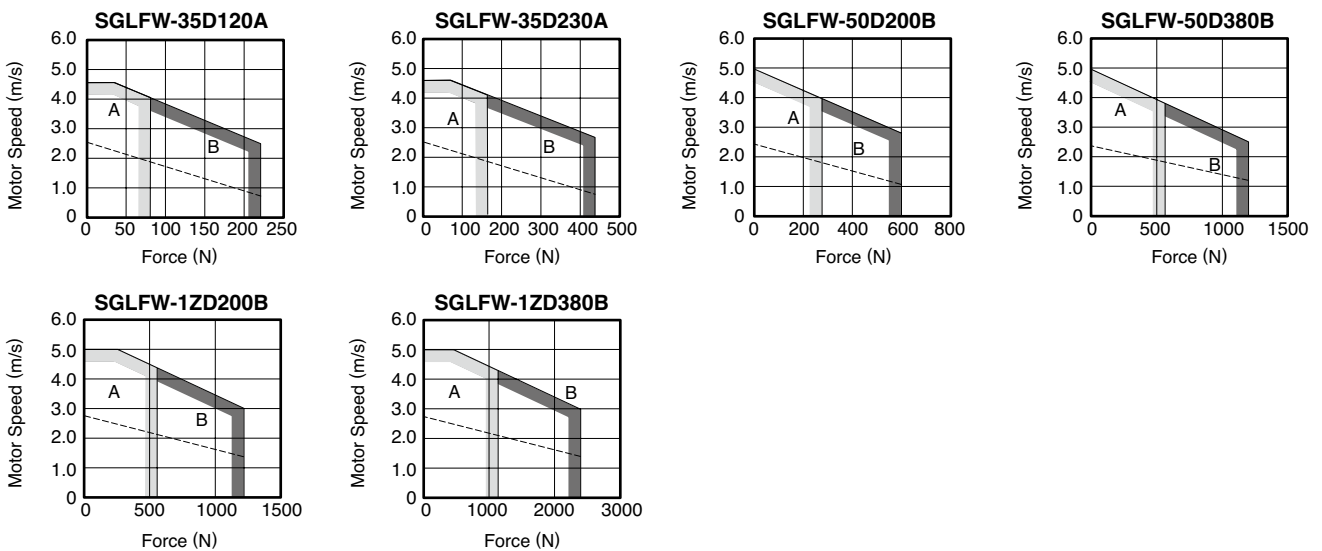 SGLFW-35D120A
Motor Speed (m/s)
6.0
5.0
4.0
3.0
2.0
1.0
0
A
B
0 50 100 150 200 250
Force (N)
SGLFW-35D230A
Motor Speed (m/s)
6.0
5.0
4.0
3.0
2.0
1.0
0
A
B
0 100 200 300 400 500
Force (N)
SGLFW-50D200B
Motor Speed (m/s)
6.0
5.0
4.0
3.0
2.0
1.0
0
A
B
0 200 400 600 800
Force (N)
SGLFW-50D380B
Motor Speed (m/s)
6.0
5.0
4.0
3.0
2.0
1.0
0
A
B
0 500 1000 1500
Force (N)
SGLFW-1ZD200B
Motor Speed (m/s)
6.0
5.0
4.0
3.0
2.0
1.0
0
A
B
0 500 1000 1500
Force (N)
SGLFW-1ZD380B
Motor Speed (m/s)
6.0
5.0
4.0
3.0
2.0
1.0
0
A
B
0 1000 2000 3000
Force (N)